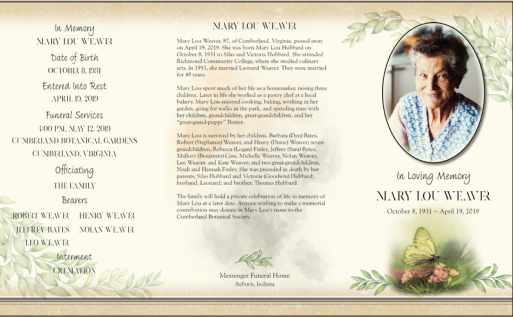 In Memory
MARY LOU WEAVER
Date of Birth
OCTOBER 8, 1931
Entered Into Rest
APRIL 19, 2019
Funeral Services
4:00 P.M. MAY 12, 2019
CUMBERLAND BOTANICAL GARDENS
CUMBERLAND, VIRGINIA
Officiating
THE FAMILY
Bearers
ROBERT WEAVER HENRY WEAVER
JEFFREY BATES NOLAN WEAVER
LEO WEAVER
Interment
CREMATION
MARY LOU WEAVER
Mary Lou Weaver, 87, of Cumberland, Virginia, passed away
on April 19, 2019. She was born Mary Lou Hubbard on
October 8, 1931 to Silas and Victoria Hubbard. She attended
Richmond Community College, where she studied culinary
arts. In 1953, she married Leonard Weaver. They were married
for 49 years.
Mary Lou spent much of her life as a homemaker, raising three
children. Later in life she worked as a pastry chef at a local
bakery. Mary Lou enjoyed cooking, baking, working in her
garden, going for walks in the park, and spending time with
her children, grandchildren, great-grandchildren, and her
"great-grand-puppy" Buster.
Mary Lou is survived by her children, Barbara (Dan) Bates,
Robert (Stephanie) Weaver, and Henry (Diane) Weaver; seven
grandchildren, Rebecca (Logan) Finley, Jeffrey (Sara) Bates,
Mallory (Benjamin) Case, Michelle Weaver, Nolan Weaver,
Leo Weaver and Kate Weaver; and two great-grandchildren,
Noah and Hannah Finley. She was preceded in death by her
parents, Silas Hubbard and Victoria (Goodwin) Hubbard,
husband, Leonard; and brother, Thomas Hubbard.
The family will hold a private celebration of life in memory of
Mary Lou at a later date. Anyone wishing to make a memorial
contribution may donate in Mary Lou's name to the
Cumberland Botanical Society.
Messenger Funeral Home
Auburn, Indiana
In Loving Memory
MARY LOU WEAVER
October 8, 1931 ~ April 19, 2019